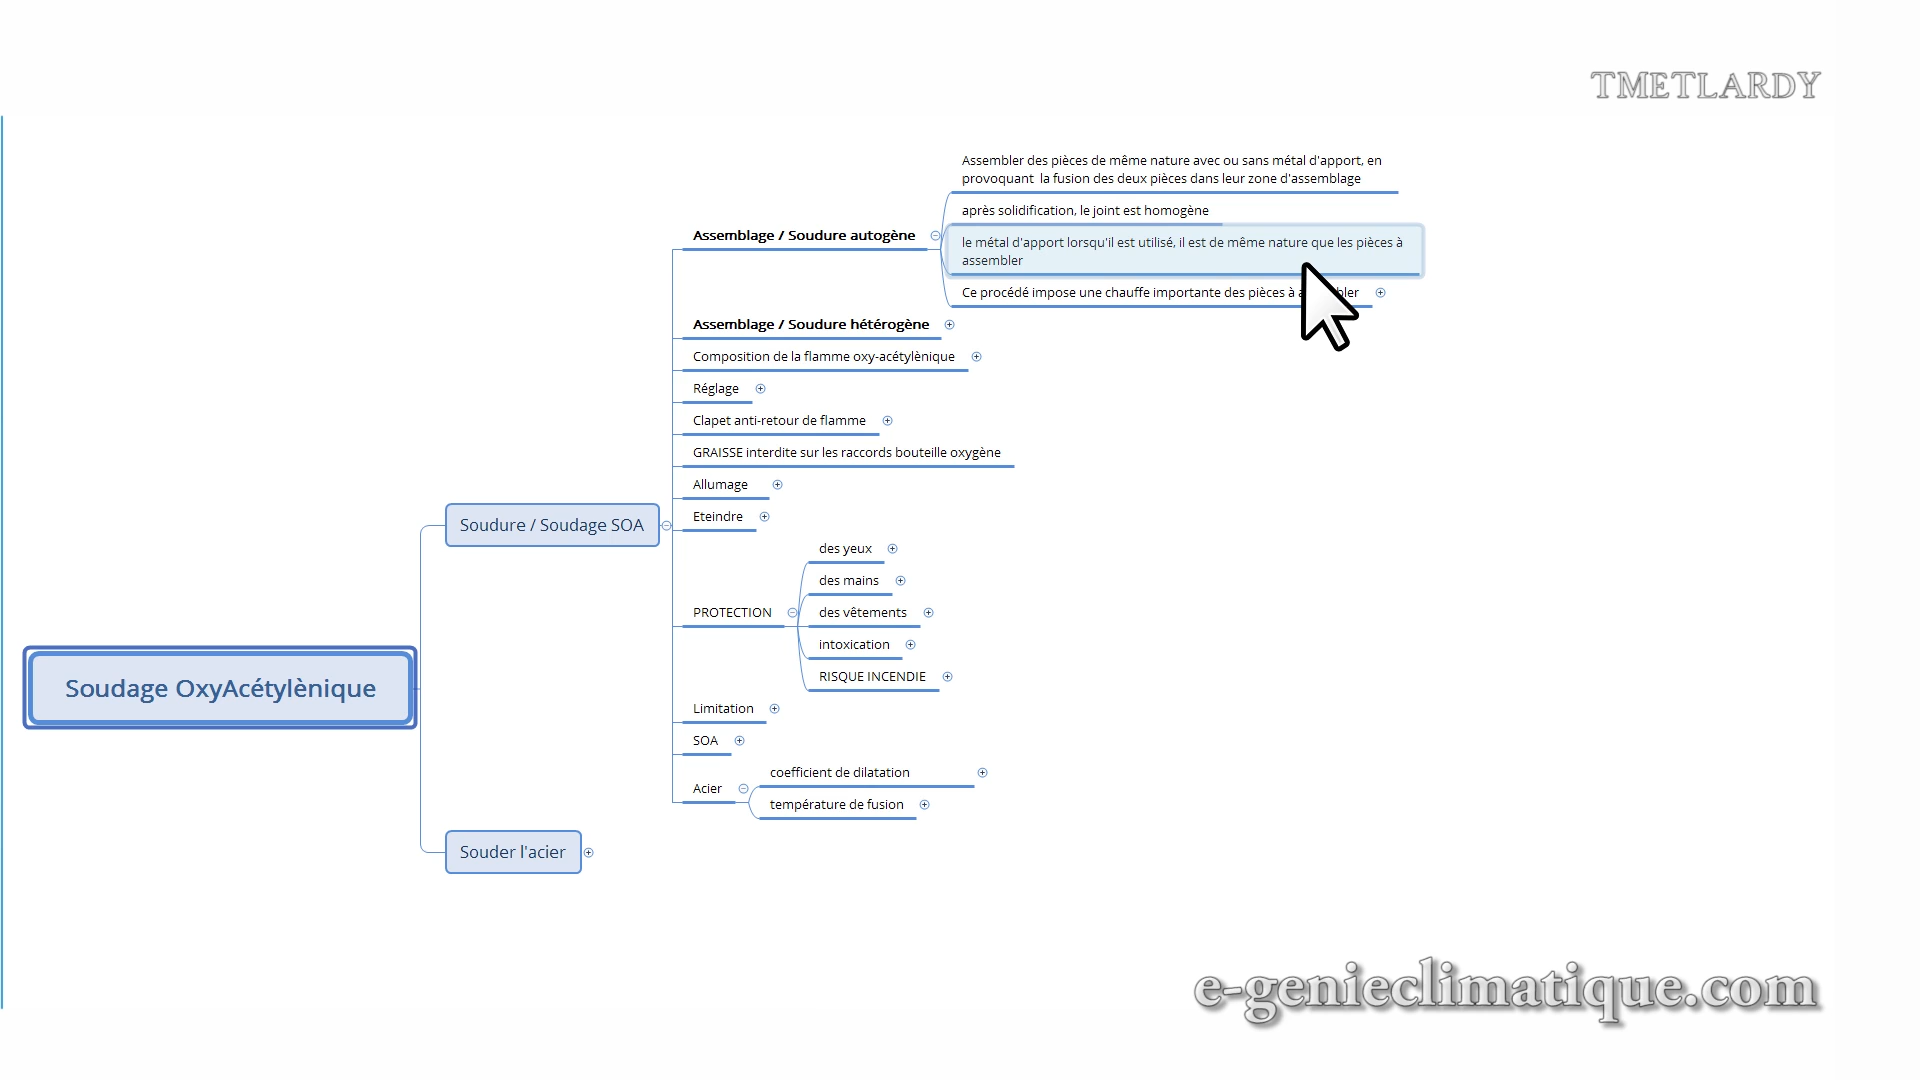 TMETLARDY
Assembler des pièces de même nature avec ou sans métal d'apport, en
provoquant la fusion des deux pièces dans leur zone d'assemblage
après solidification, le joint est homogène
Assemblage / Soudure autogène
le métal d'apport lorsqu'il est utilisé, il est de même nature que les pièces à
assembler
Ce procédé impose une chauffe importante des pièces à
Assemblage / Soudure hétérogène
Composition de la flamme oxy-acétylènique
Réglage
Clapet anti-retour de flamme
GRAISSE interdite sur les raccords bouteille oxygène
Allumage
Eteindre
Soudure / Soudage SOA
des yeux
des mains
PROTECTION
des vêtements
intoxication
RISQUE INCENDIE
Soudage OxyAcétylènique
Limitation
SOA
coefficient de dilatation
Acier
température de fusion
Souder l'acier
e-genieclimatique.com